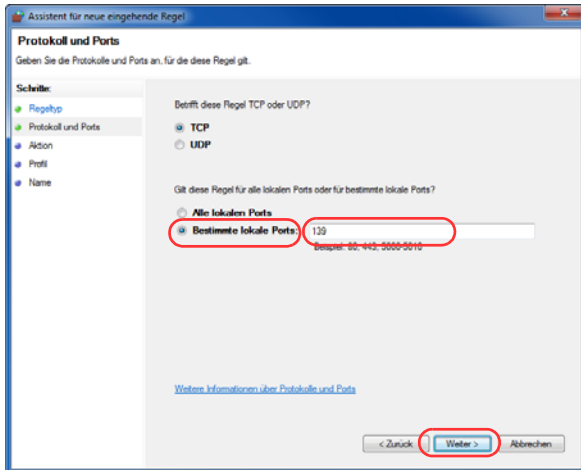 Assistent für neue eingehende Regel
Protokoll und Ports
Geben Sie die Protokolle und Ports an, für die diese Regel gilt.
Schritte:
Regeltyp
Protokoll und Ports
Aktion
Profil
Name
Betrifft diese Regel TCP oder UDP?
TCP
UDP
Gilt diese Regel für alle lokalen Ports oder für bestimmte lokale Ports?
Alle lokalen Ports
Bestimmte lokale Ports: 139
Beispiel: 80, 443, 5000-5010
Weitere Informationen über Protokolle und Ports
< Zurück Weiter > Abbrechen